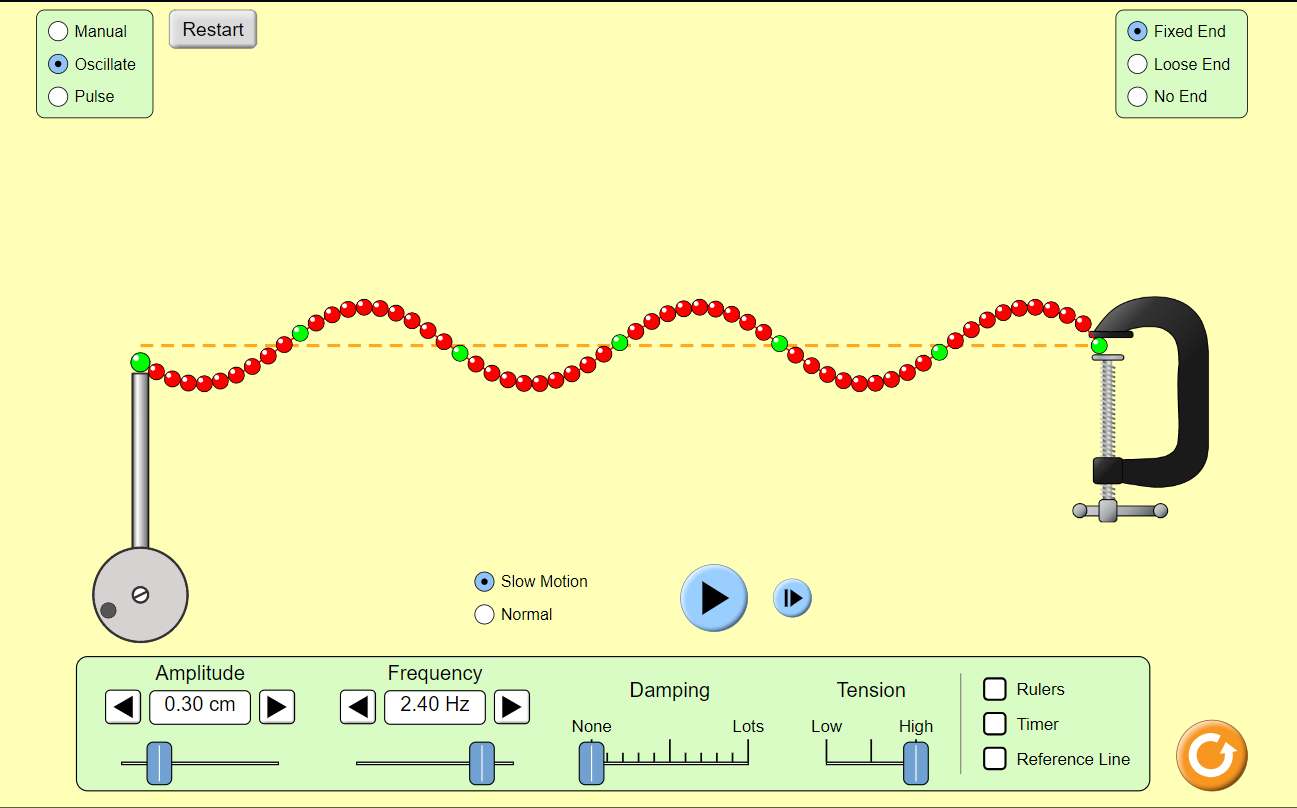 Manual
Oscillate
Pulse
Restart
Fixed End
Loose End
No End
Slow Motion
Normal
Amplitude
0.30 cm
Frequency
2.40 Hz
Damping
None
Lots
Tension
Low
High
Rulers
Timer
Reference Line